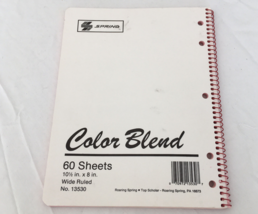 SPRING
Color Blend
60 Sheets
10½ in. x 8 in.
Wide Ruled
No. 13530
Roaring Spring • Top Scholar • Roaring Spring, PA 16673